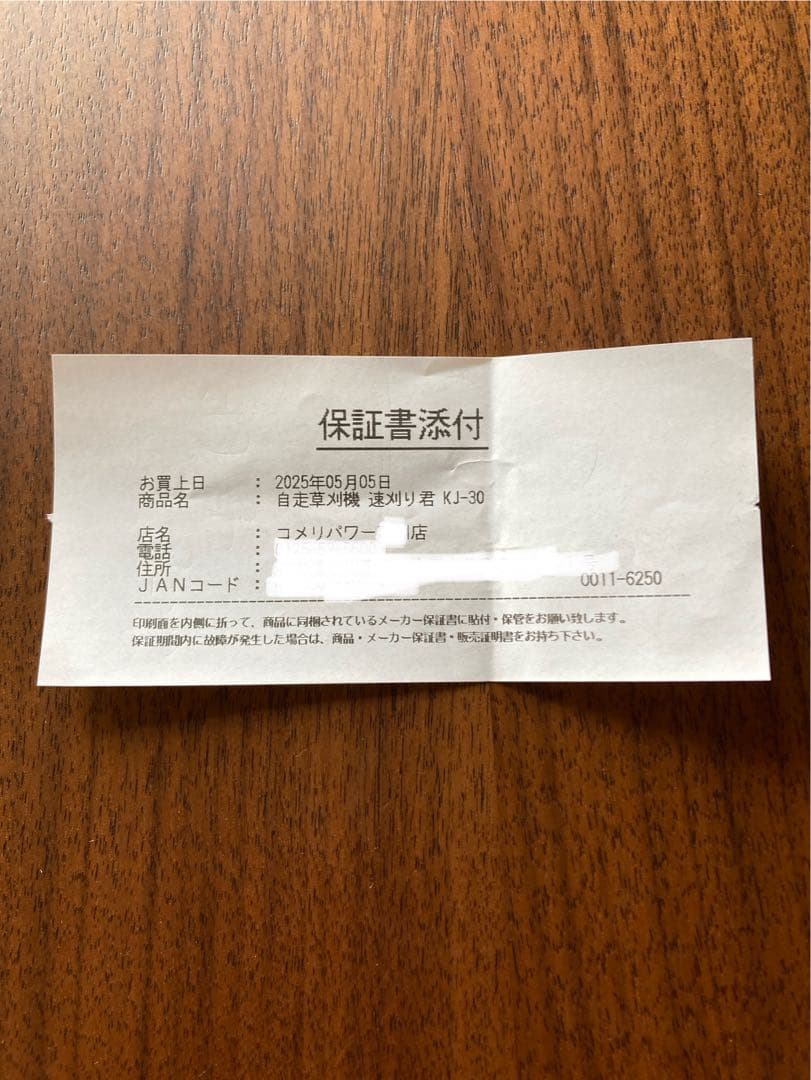 保証書添付
お買上日 : 2025年05月05日
商品名 : 自走草刈機 速刈り君 KJ-30
店名 : コメリパワー 店
電話 :
住所 :
JANコード : 0011-6250
印刷面を内側に折って、商品に同梱されているメーカー保証書に貼付・保管をお願い致します。
保証期間内に故障が発生した場合は、商品・メーカー保証書・販売証明書をお持ち下さい。